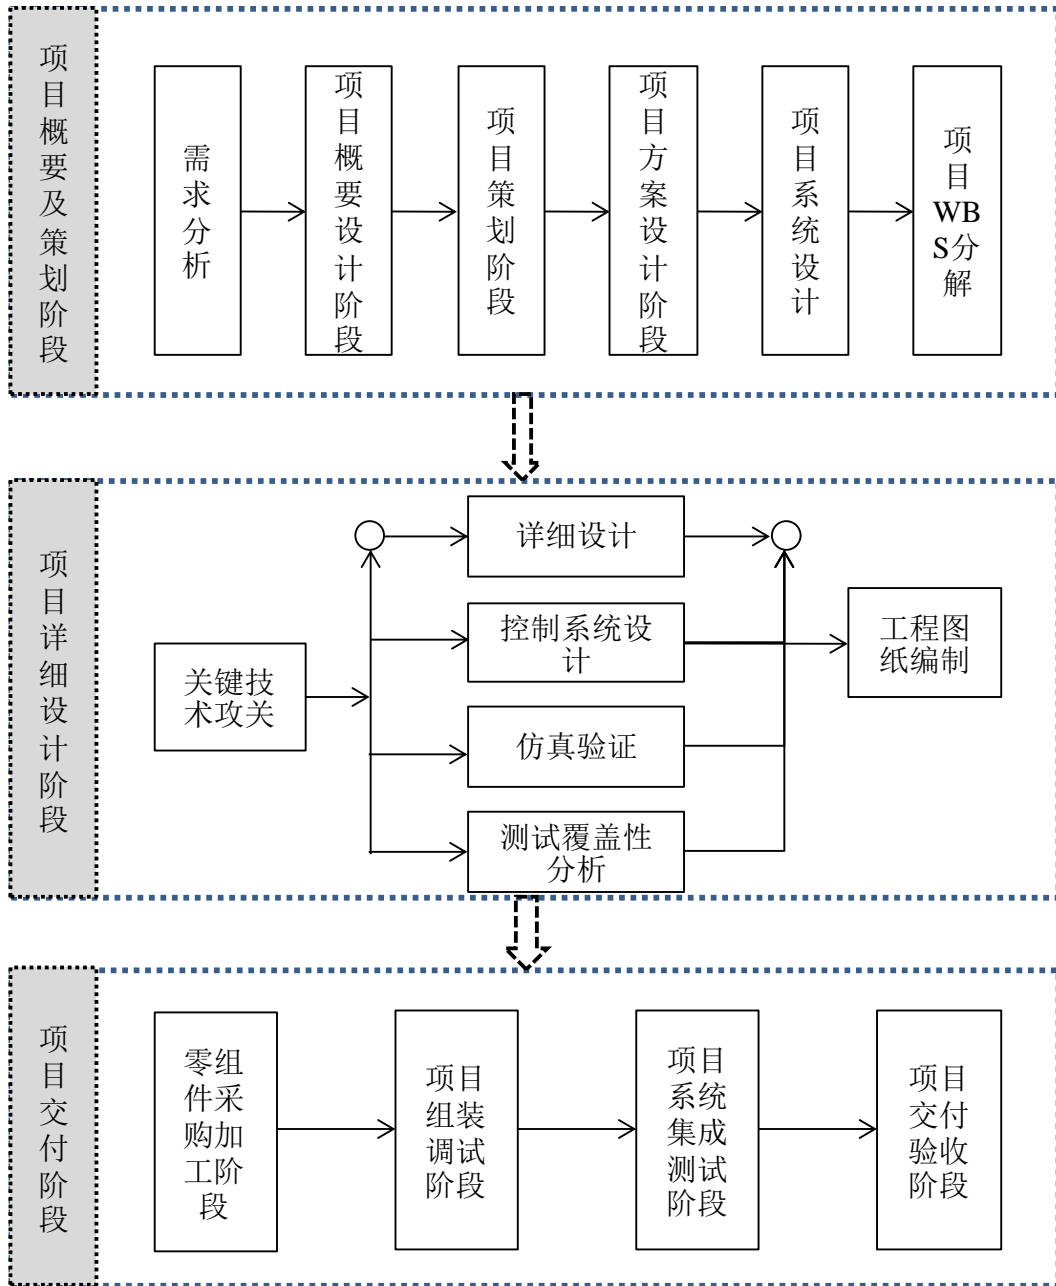 项目概要及策划阶段
需求分析
项目概要设计阶段
项目策划阶段
项目方案设计阶段
项目系统设计
项目
WB
S分
解
项目详细设计阶段
关键技
术攻关
详细设计
控制系统设
计
仿真验证
测试覆盖性
分析
工程图
纸编制
项目交付阶段
零组
件采
购加
工阶
段
项目
组装
调试
阶段
项目
系统
集成
测试
阶段
项目
交付
验收
阶段